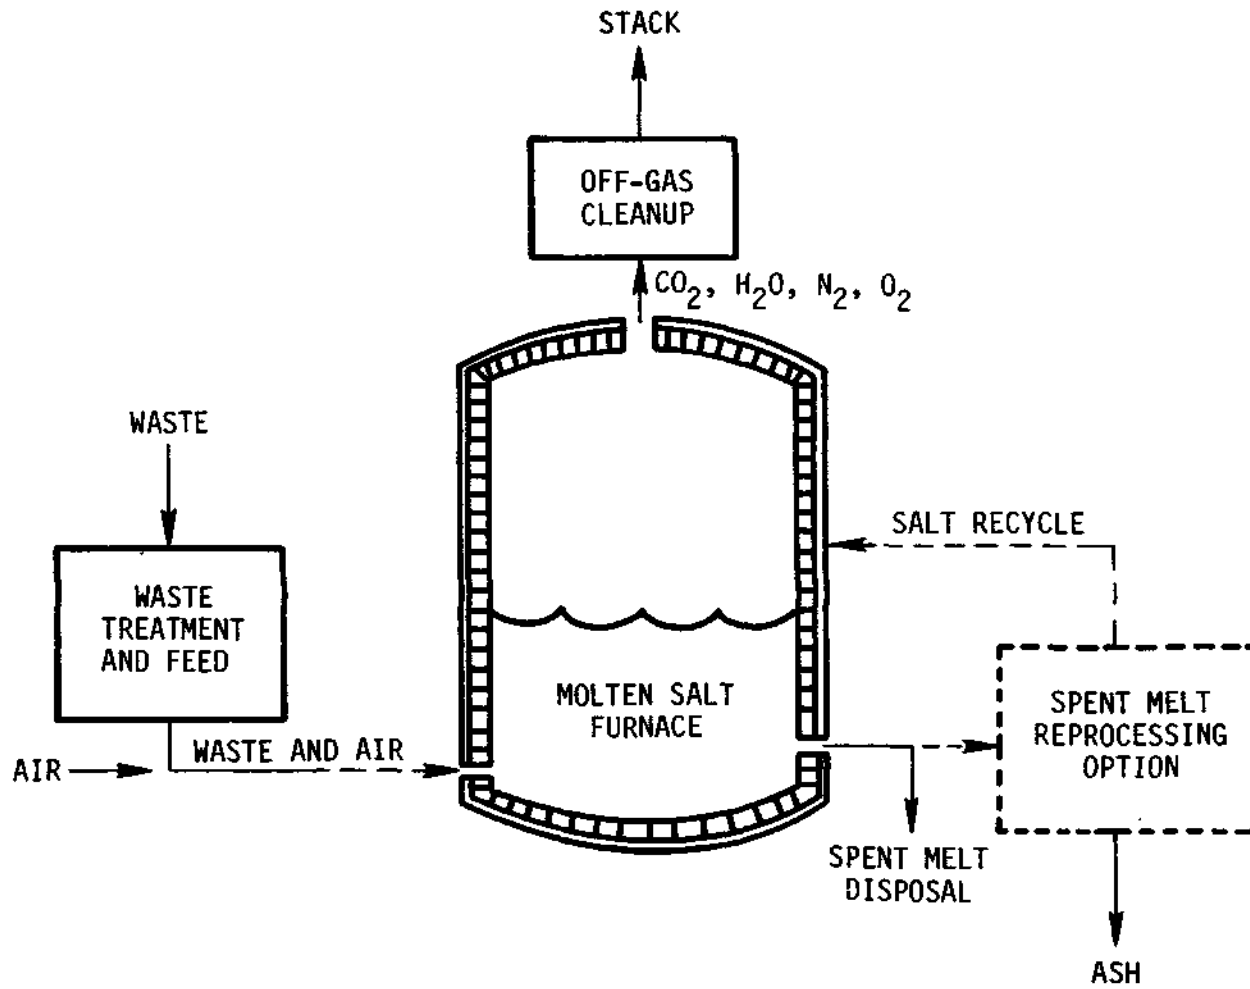 STACK
OFF-GAS
CLEANUP
CO₂, H₂O, N₂, O₂
WASTE
SALT RECYCLE
WASTE
TREATMENT
AND FEED
MOLTEN SALT
FURNACE
SPENT MELT
REPROCESSING
OPTION
WASTE AND AIR
AIR
SPENT MELT
DISPOSAL
ASH